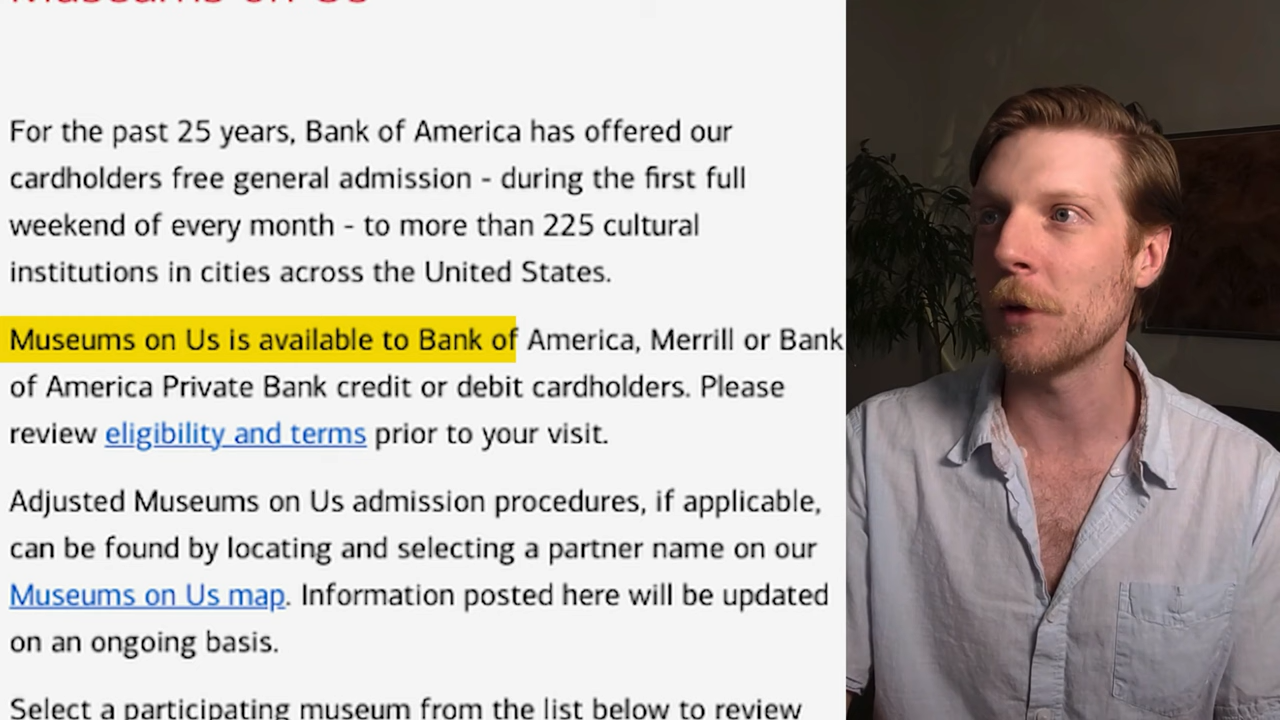 Museums on Us
For the past 25 years, Bank of America has offered our
cardholders free general admission - during the first full
weekend of every month - to more than 225 cultural
institutions in cities across the United States.
Museums on Us is available to Bank of America, Merrill or Bank
of America Private Bank credit or debit cardholders. Please
review eligibility and terms prior to your visit.
Adjusted Museums on Us admission procedures, if applicable,
can be found by locating and selecting a partner name on our
Museums on Us map. Information posted here will be updated
on an ongoing basis.
Select a participating museum from the list below to review